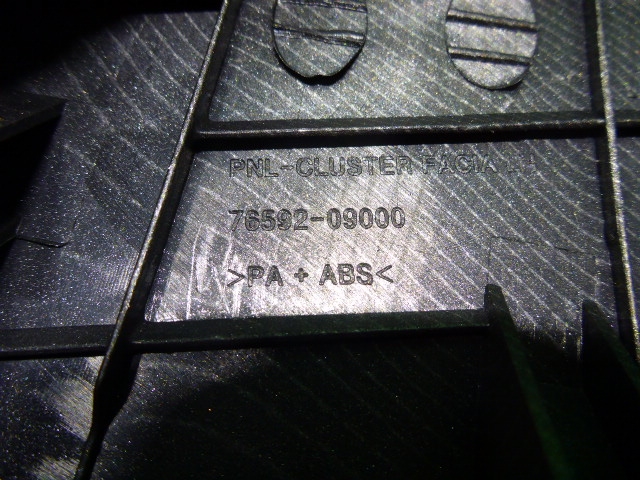 PNL-CLUSTER FACIA
76592-09000
>PA + ABS<